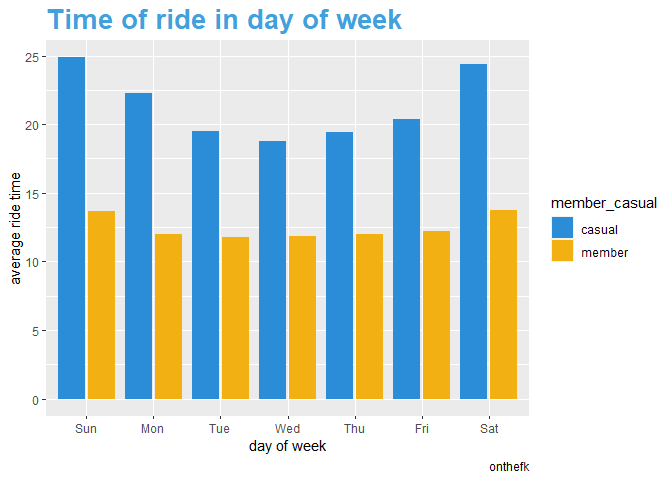 Time of ride in day of week
average ride time
25
20
15
10
5
0
Sun Mon Tue Wed Thu Fri Sat
day of week
member_casual
casual
member
onthefk